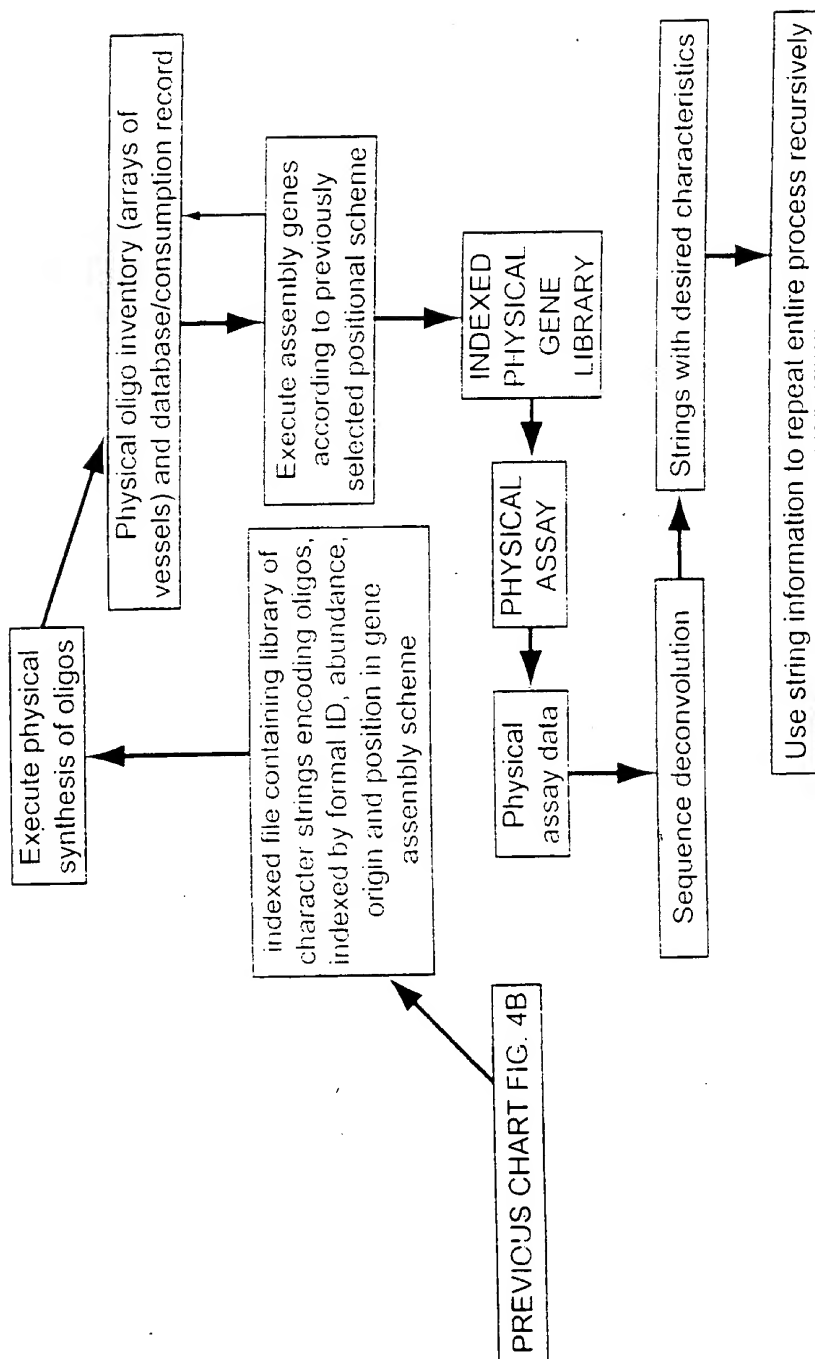 PREVIOUS CHART FIG. 4B
indexed file containing library of
character strings encoding oligos,
indexed by formal ID, abundance,
origin and position in gene
assembly scheme
Execute physical
synthesis of oligos
Physical oligo inventory (arrays of
vessels) and database/consumption record
Execute assembly genes
according to previously
selected positional scheme
INDEXED
PHYSICAL
GENE
LIBRARY
PHYSICAL
ASSAY
Physical
assay data
Sequence deconvolution
Strings with desired characteristics
Use string information to repeat entire process recursively